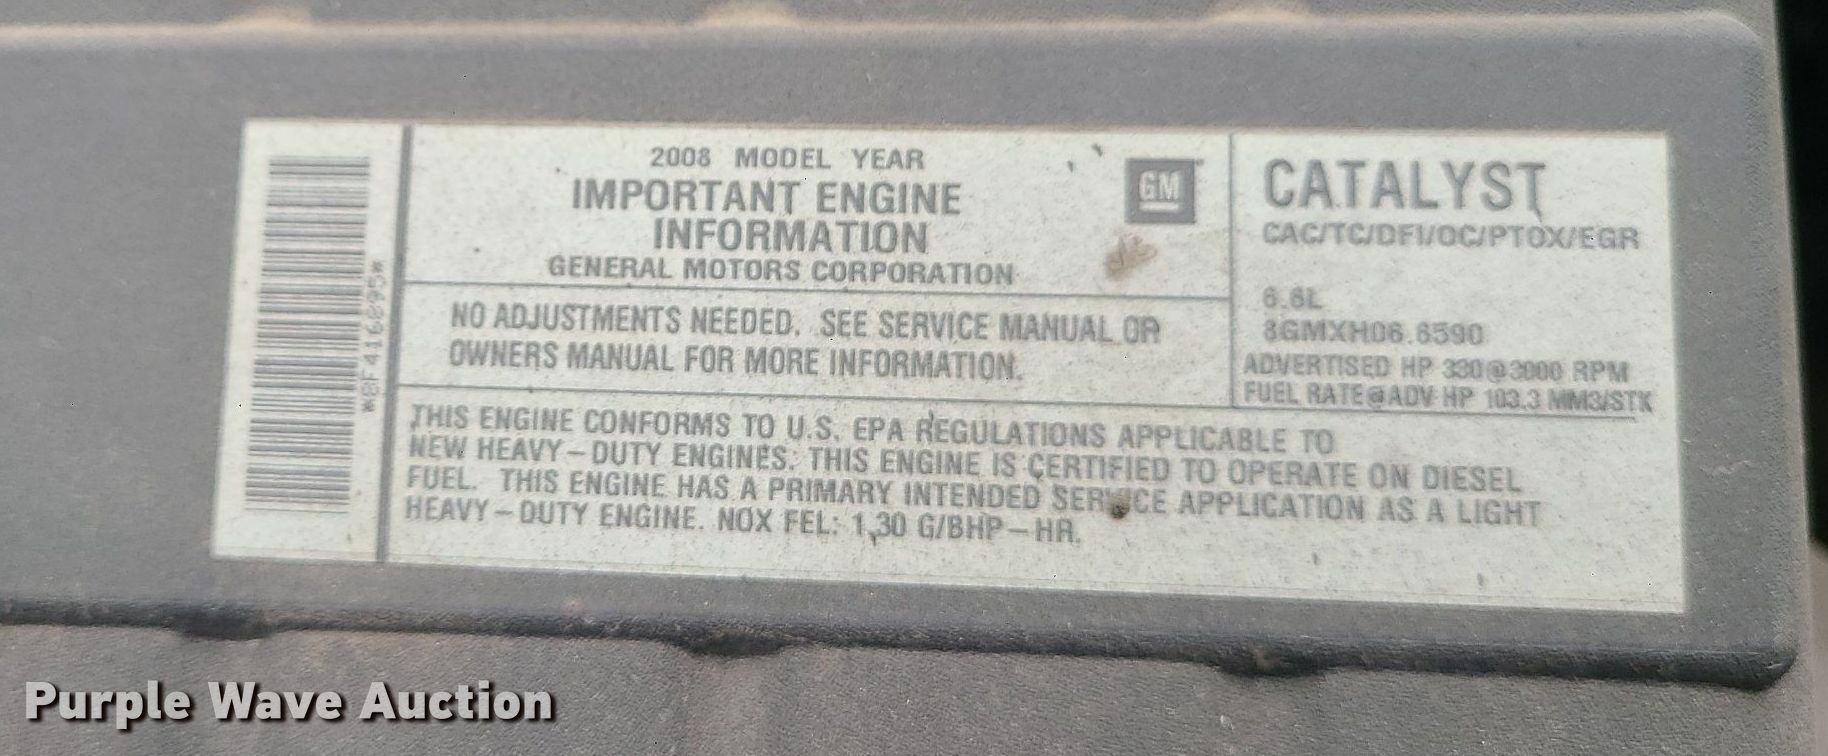 2008 MODEL YEAR
IMPORTANT ENGINE
INFORMATION
GENERAL MOTORS CORPORATION
GM
NO ADJUSTMENTS NEEDED. SEE SERVICE MANUAL OR
OWNERS MANUAL FOR MORE INFORMATION.
CATALYST
CAC/TC/DFI/OC/PTOX/EGR
6.6L
8GMXH06.6590
ADVERTISED HP 330@3000 RPM
FUEL RATE@ADV HP 103.3 MM3/STK
THIS ENGINE CONFORMS TO U.S. EPA REGULATIONS APPLICABLE TO
NEW HEAVY-DUTY ENGINES. THIS ENGINE IS CERTIFIED TO OPERATE ON DIESEL
FUEL. THIS ENGINE HAS A PRIMARY INTENDED SERVICE APPLICATION AS A LIGHT
HEAVY-DUTY ENGINE. NOX FEL: 1.30 G/BHP-HR.
Purple Wave Auction